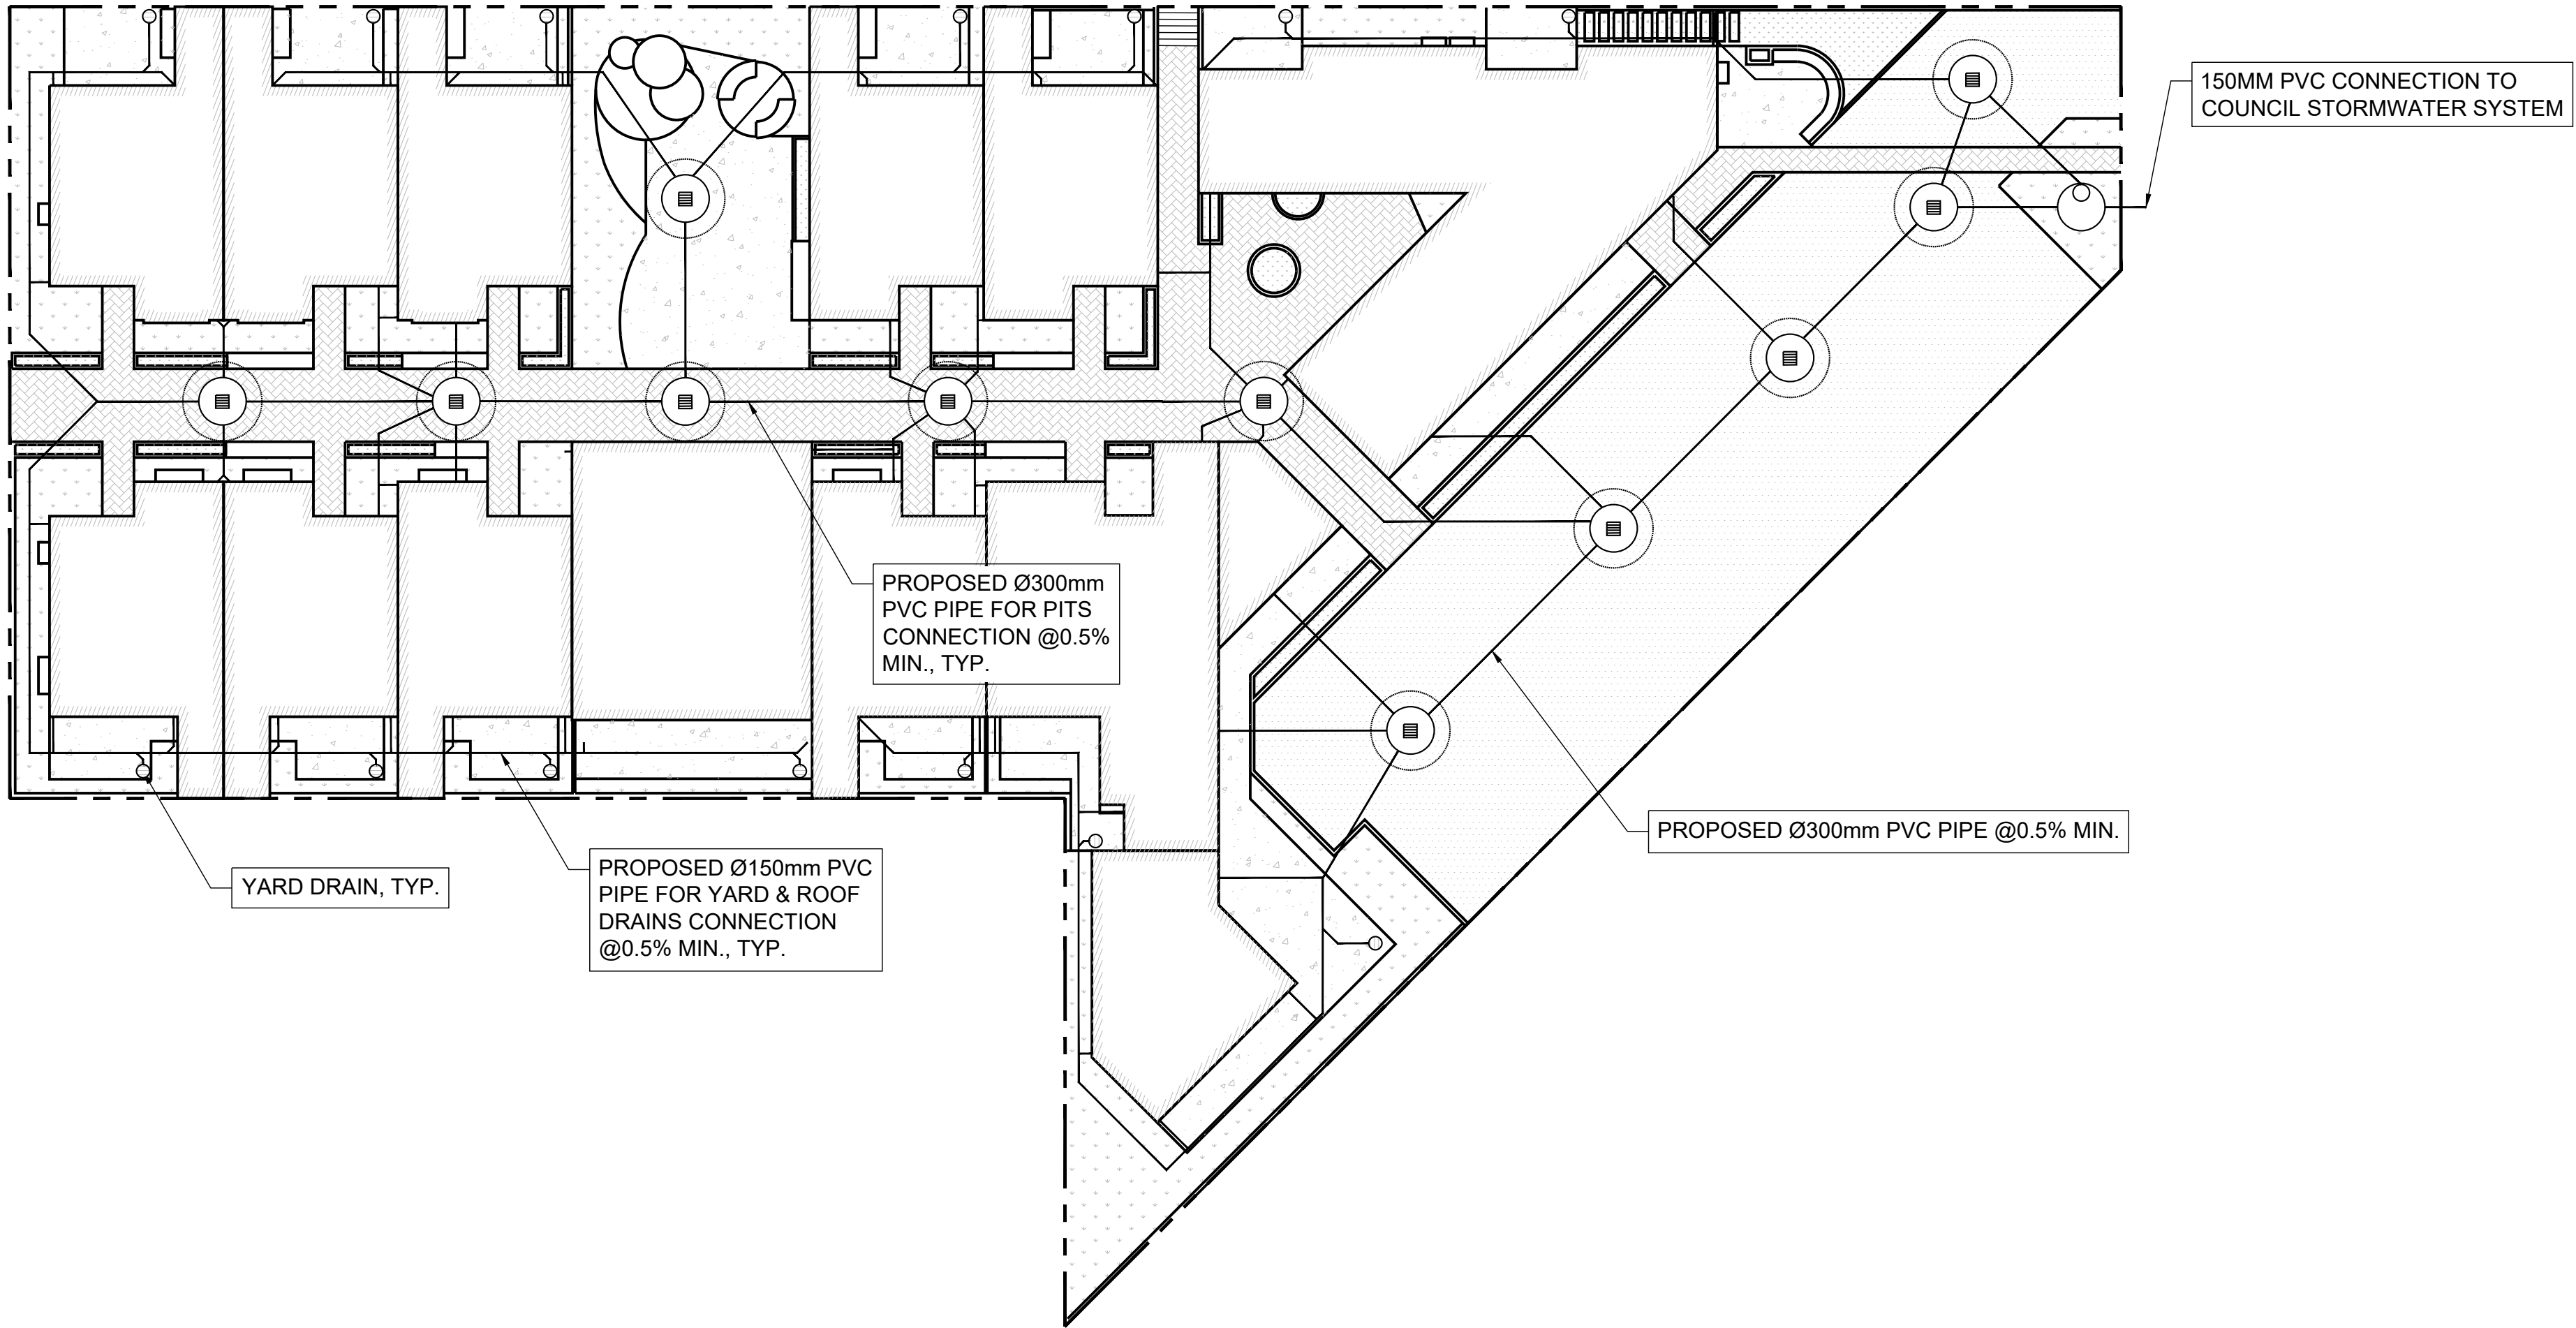 150MM PVC CONNECTION TO
COUNCIL STORMWATER SYSTEM
PROPOSED Ø300mm
PVC PIPE FOR PITS
CONNECTION @0.5%
MIN., TYP.
PROPOSED Ø300mm PVC PIPE @0.5% MIN.
YARD DRAIN, TYP.
PROPOSED Ø150mm PVC
PIPE FOR YARD & ROOF
DRAINS CONNECTION
@0.5% MIN., TYP.